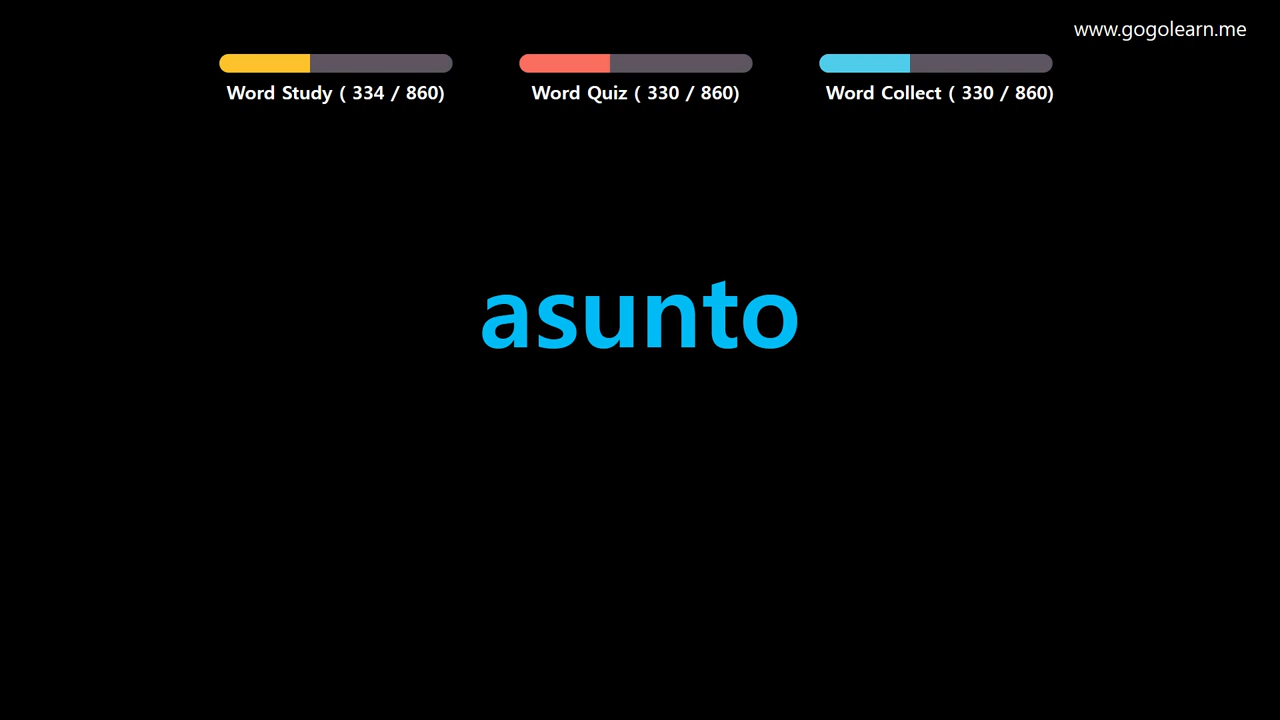 www.gogolearn.me
Word Study ( 334 / 860)
Word Quiz ( 330 / 860)
Word Collect ( 330 / 860)
asunto